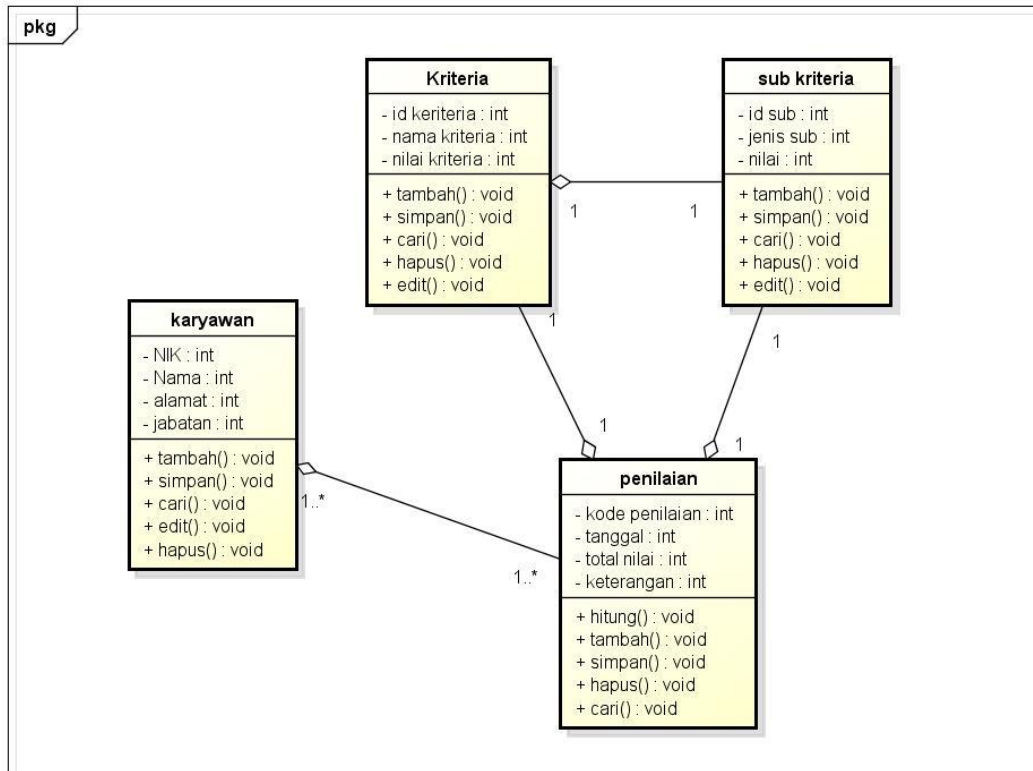 pkg
Kriteria
- id keriteria : int
- nama kriteria : int
- nilai kriteria : int
+ tambah() : void
+ simpan() : void
+ cari() : void
+ hapus() : void
+ edit() : void
sub kriteria
- id sub : int
- jenis sub : int
- nilai : int
+ tambah() : void
+ simpan() : void
+ cari() : void
+ hapus() : void
+ edit() : void
1
1
1
1
karyawan
- NIK : int
- Nama : int
- alamat : int
- jabatan : int
+ tambah() : void
+ simpan() : void
+ cari() : void
+ edit() : void
+ hapus() : void
1
1
1..*
1..*
penilaian
- kode penilaian : int
- tanggal : int
- total nilai : int
- keterangan : int
+ hitung() : void
+ tambah() : void
+ simpan() : void
+ hapus() : void
+ cari() : void